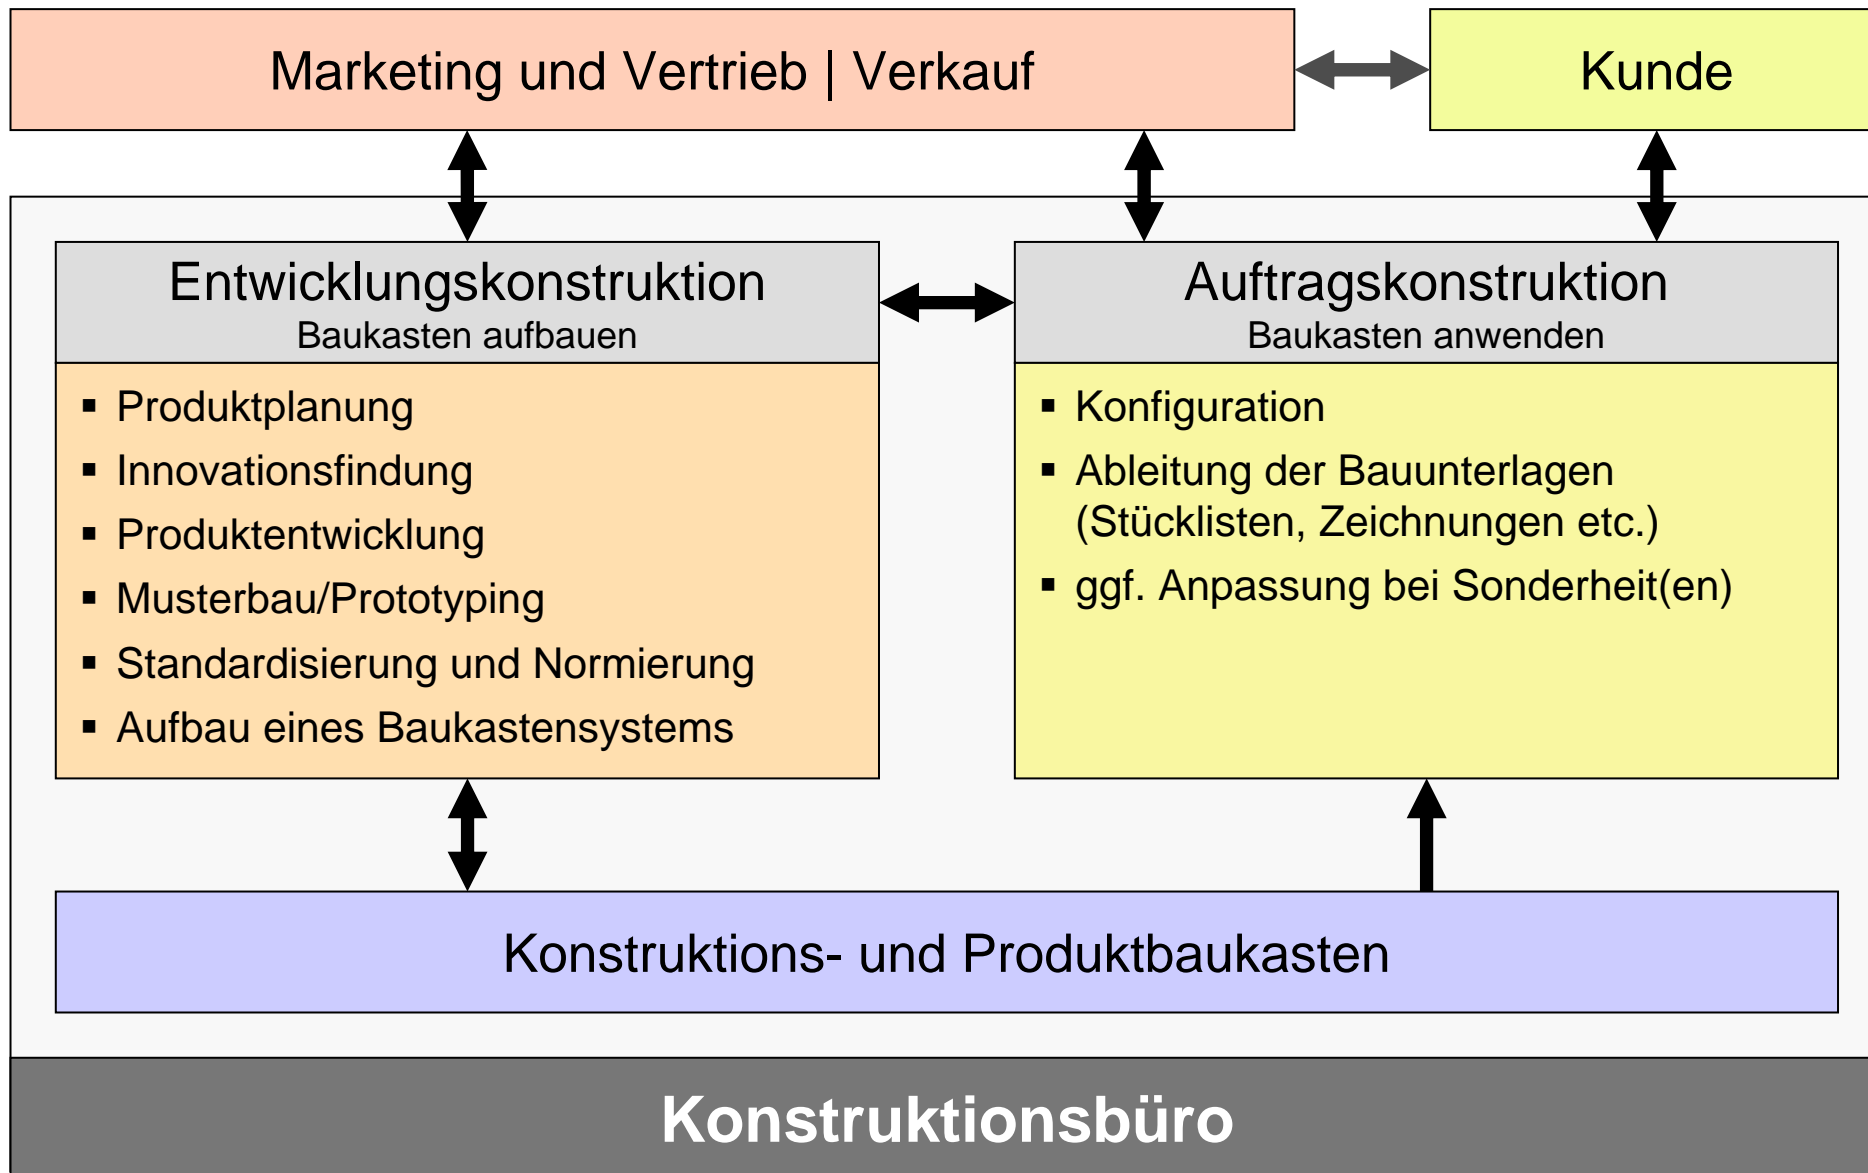 Marketing und Vertrieb | Verkauf
Kunde
Entwicklungskonstruktion
Baukasten aufbauen
▪ Produktplanung
▪ Innovationsfindung
▪ Produktentwicklung
▪ Musterbau/Prototyping
▪ Standardisierung und Normierung
▪ Aufbau eines Baukastensystems
Auftragskonstruktion
Baukasten anwenden
▪ Konfiguration
▪ Ableitung der Bauunterlagen
(Stücklisten, Zeichnungen etc.)
▪ ggf. Anpassung bei Sonderheit(en)
Konstruktions- und Produktbaukasten
Konstruktionsbüro